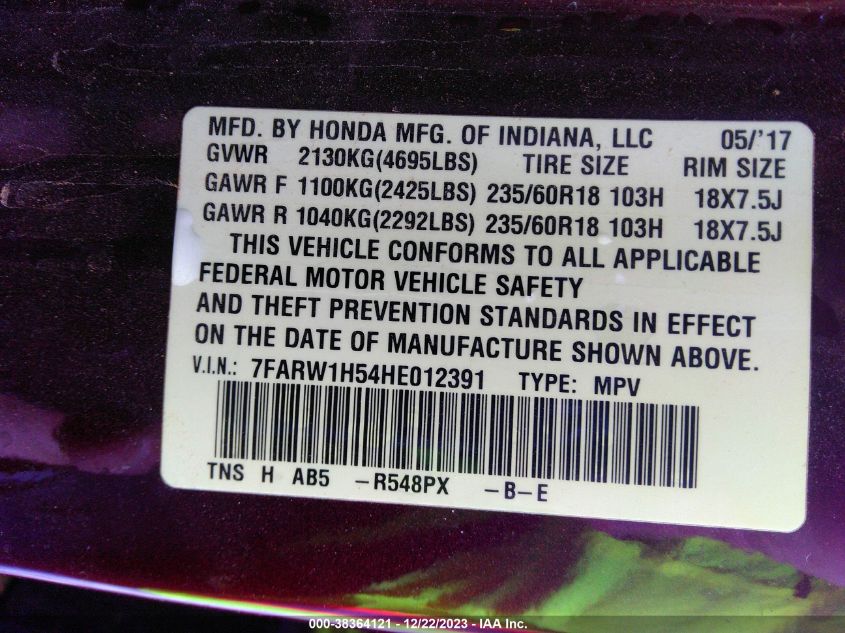 MFD. BY HONDA MFG. OF INDIANA, LLC 05/'17
GVWR 2130KG(4695LBS) TIRE SIZE RIM SIZE
GAWR F 1100KG(2425LBS) 235/60R18 103H 18X7.5J
GAWR R 1040KG(2292LBS) 235/60R18 103H 18X7.5J
THIS VEHICLE CONFORMS TO ALL APPLICABLE
FEDERAL MOTOR VEHICLE SAFETY
AND THEFT PREVENTION STANDARDS IN EFFECT
ON THE DATE OF MANUFACTURE SHOWN ABOVE.
V.I.N.: 7FARW1H54HE012391 TYPE: MPV
TNS H AB5 -R548PX -B-E
000-38364121 - 12/22/2023 - IAA Inc.